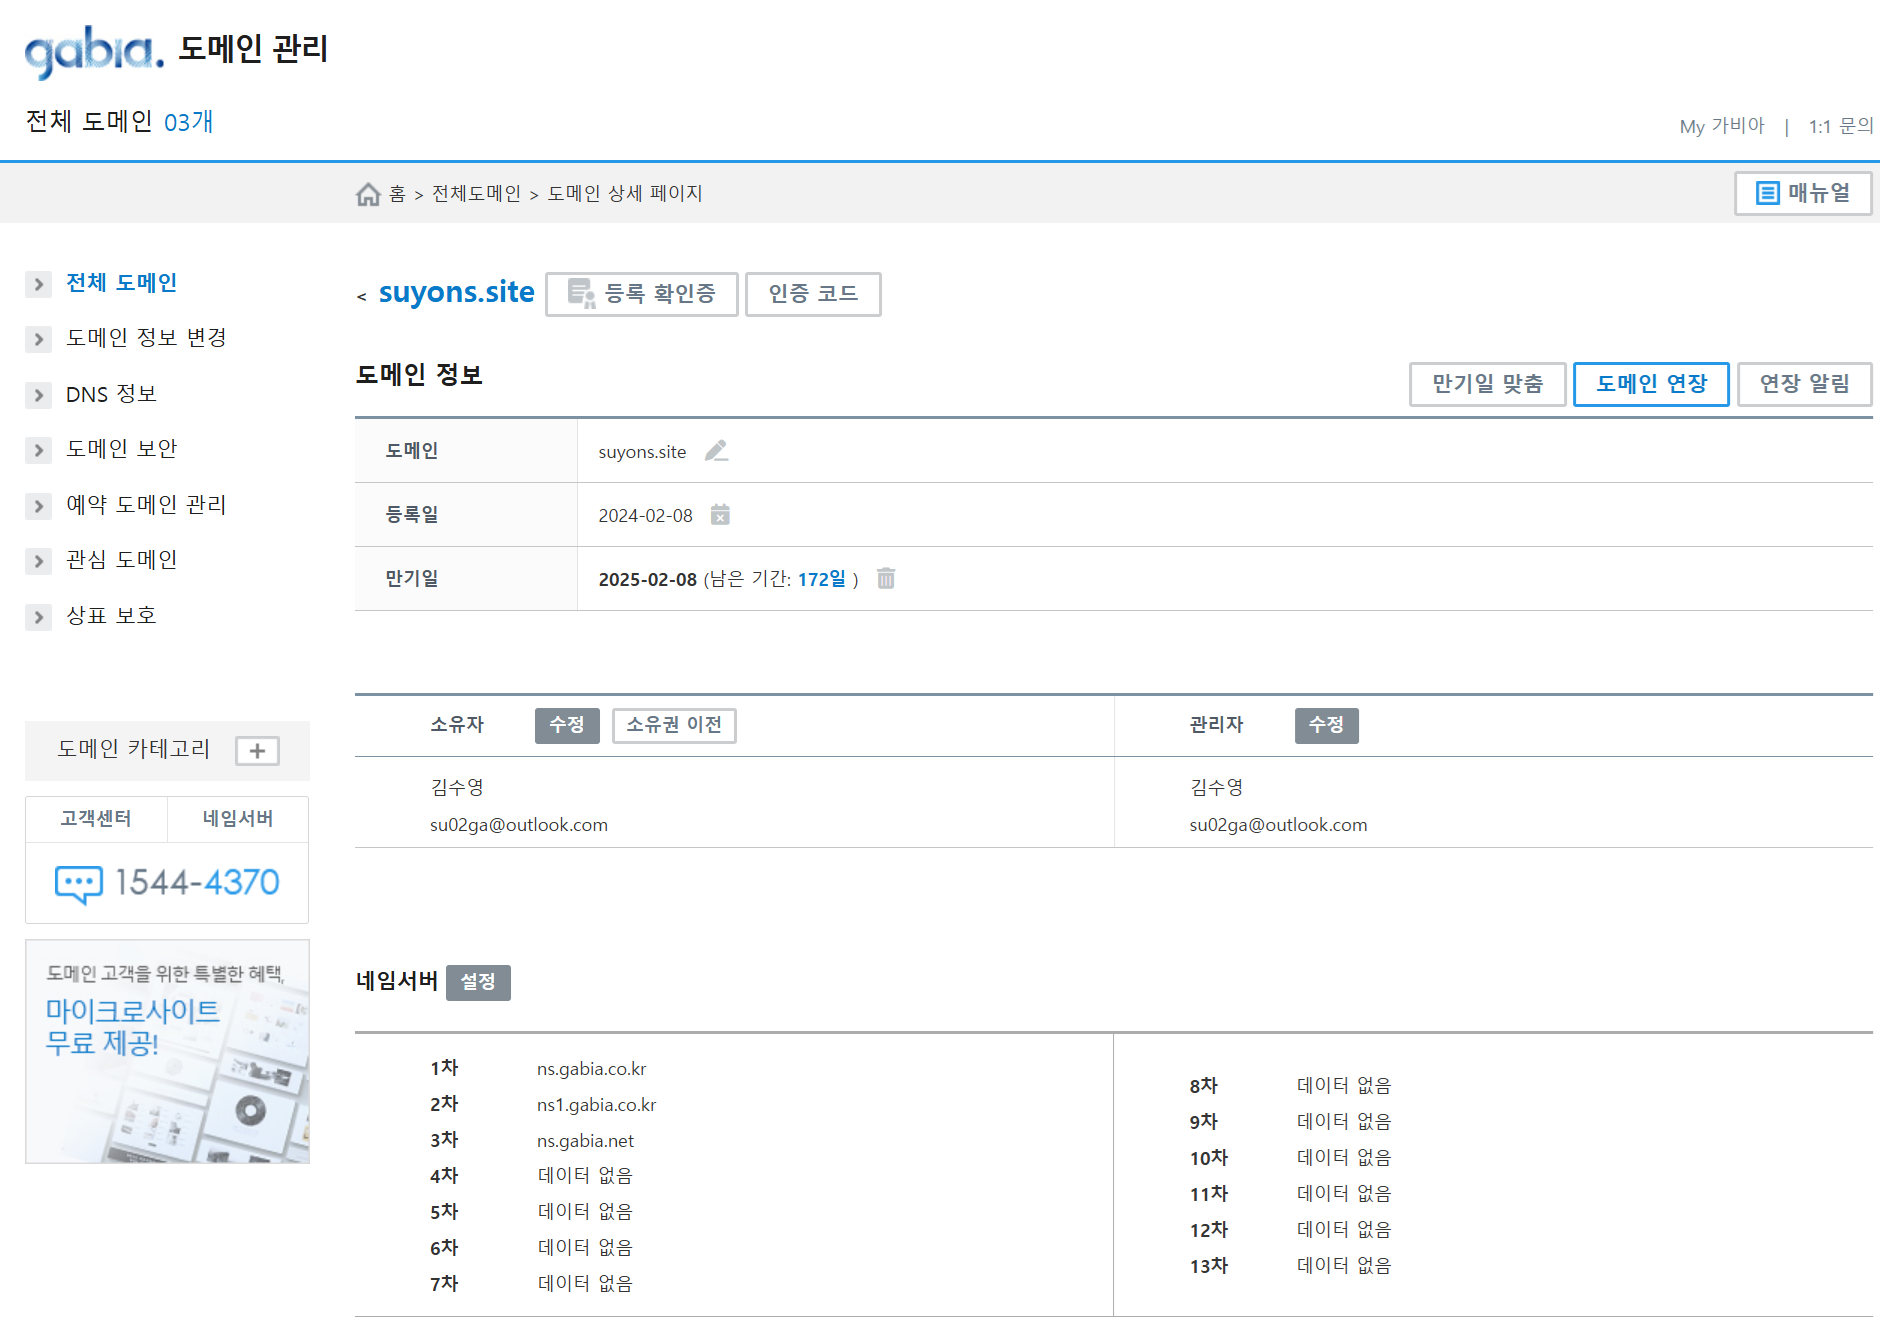 gabia. 도메인 관리
전체 도메인 03개
My 가비아 | 1:1 문의
홈 > 전체도메인 > 도메인 상세 페이지
매뉴얼
전체 도메인
도메인 정보 변경
DNS 정보
도메인 보안
예약 도메인 관리
관심 도메인
상표 보호
도메인 카테고리 +
고객센터 네임서버
1544-4370
도메인 고객을 위한 특별한 혜택,
마이크로사이트
무료 제공!
< suyons.site 등록 확인증 인증 코드
도메인 정보 만기일 맞춤 도메인 연장 연장 알림
도메인 suyons.site
등록일 2024-02-08
만기일 2025-02-08 (남은 기간: 172일 )
소유자 수정 소유권 이전
김수영
su02ga@outlook.com
관리자 수정
김수영
su02ga@outlook.com
네임서버 설정
1차 ns.gabia.co.kr
2차 ns1.gabia.co.kr
3차 ns.gabia.net
4차 데이터 없음
5차 데이터 없음
6차 데이터 없음
7차 데이터 없음
8차 데이터 없음
9차 데이터 없음
10차 데이터 없음
11차 데이터 없음
12차 데이터 없음
13차 데이터 없음